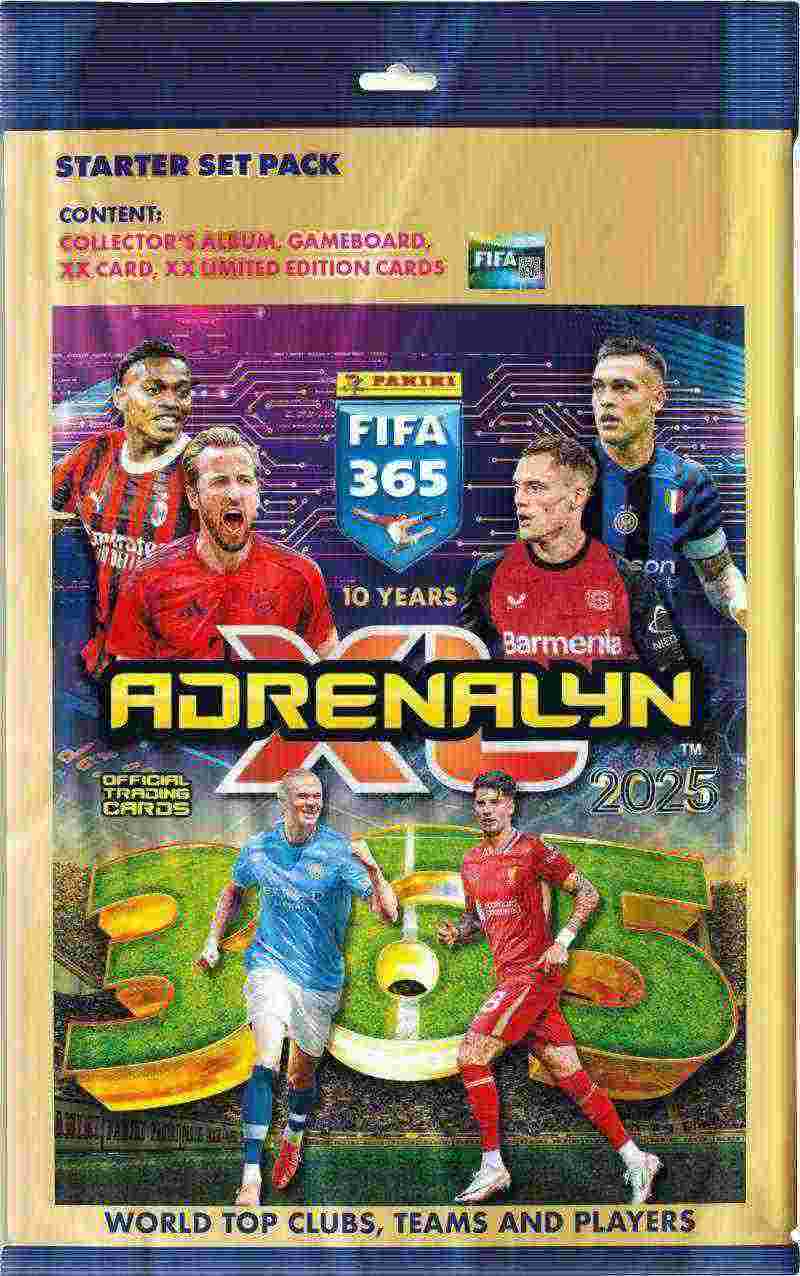 STARTER SET PACK
CONTENT:
COLLECTOR'S ALBUM, GAMEBOARD,
XX CARD, XX LIMITED EDITION CARDS
FIFA
PANINI
FIFA
365
10 YEARS
Barmenia
XL
ADRENALYN
TM
2025
OFFICIAL
TRADING
CARDS
365
8
WORLD TOP CLUBS, TEAMS AND PLAYERS